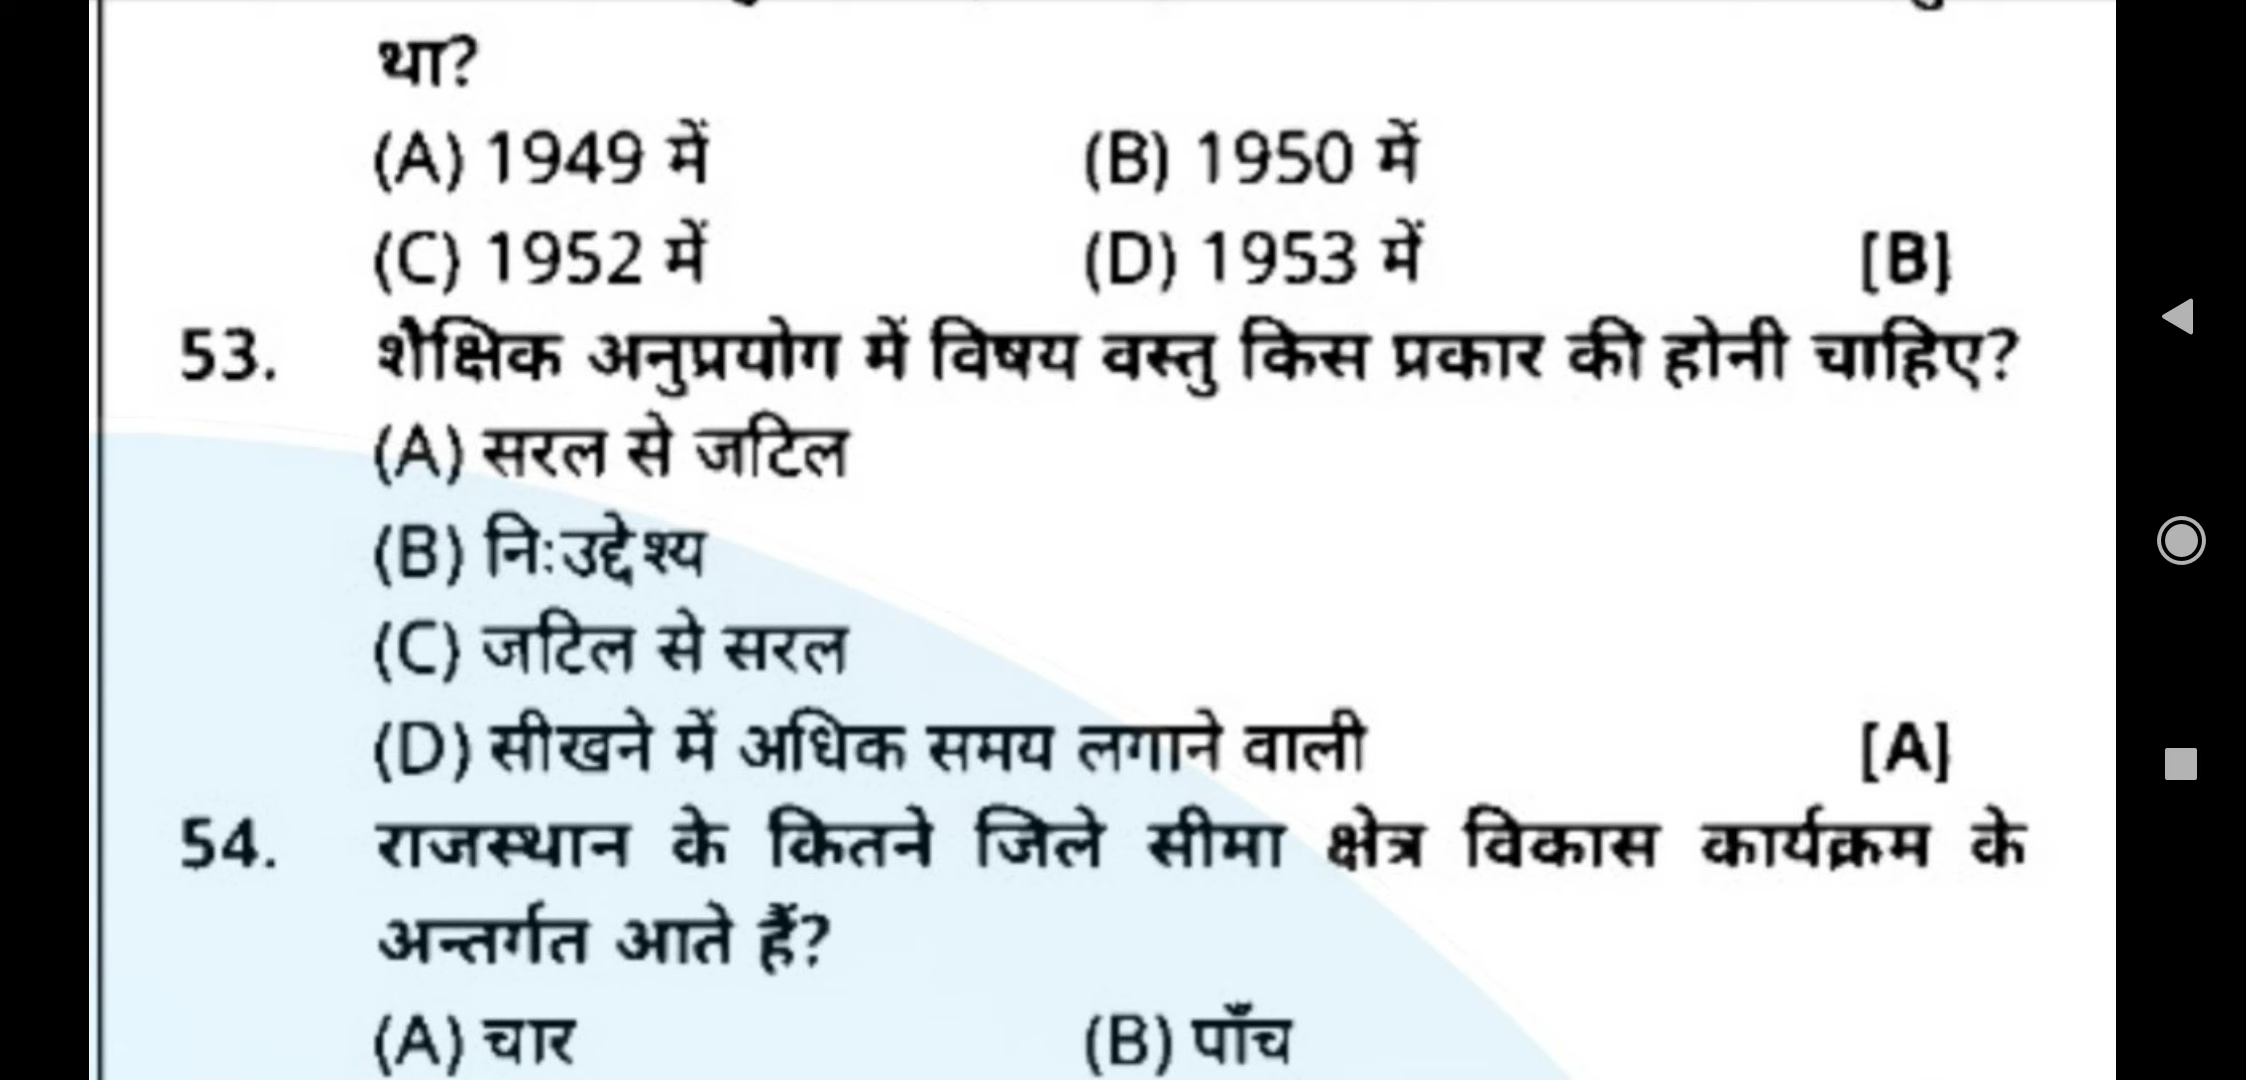 था?
(A) 1949 में (B) 1950 में
(C) 1952 में (D) 1953 में [B]
53. शैक्षिक अनुप्रयोग में विषय वस्तु किस प्रकार की होनी चाहिए?
(A) सरल से जटिल
(B) निःउद्देश्य
(C) जटिल से सरल
(D) सीखने में अधिक समय लगाने वाली [A]
54. राजस्थान के कितने जिले सीमा क्षेत्र विकास कार्यक्रम के
अन्तर्गत आते हैं?
(A) चार (B) पाँच